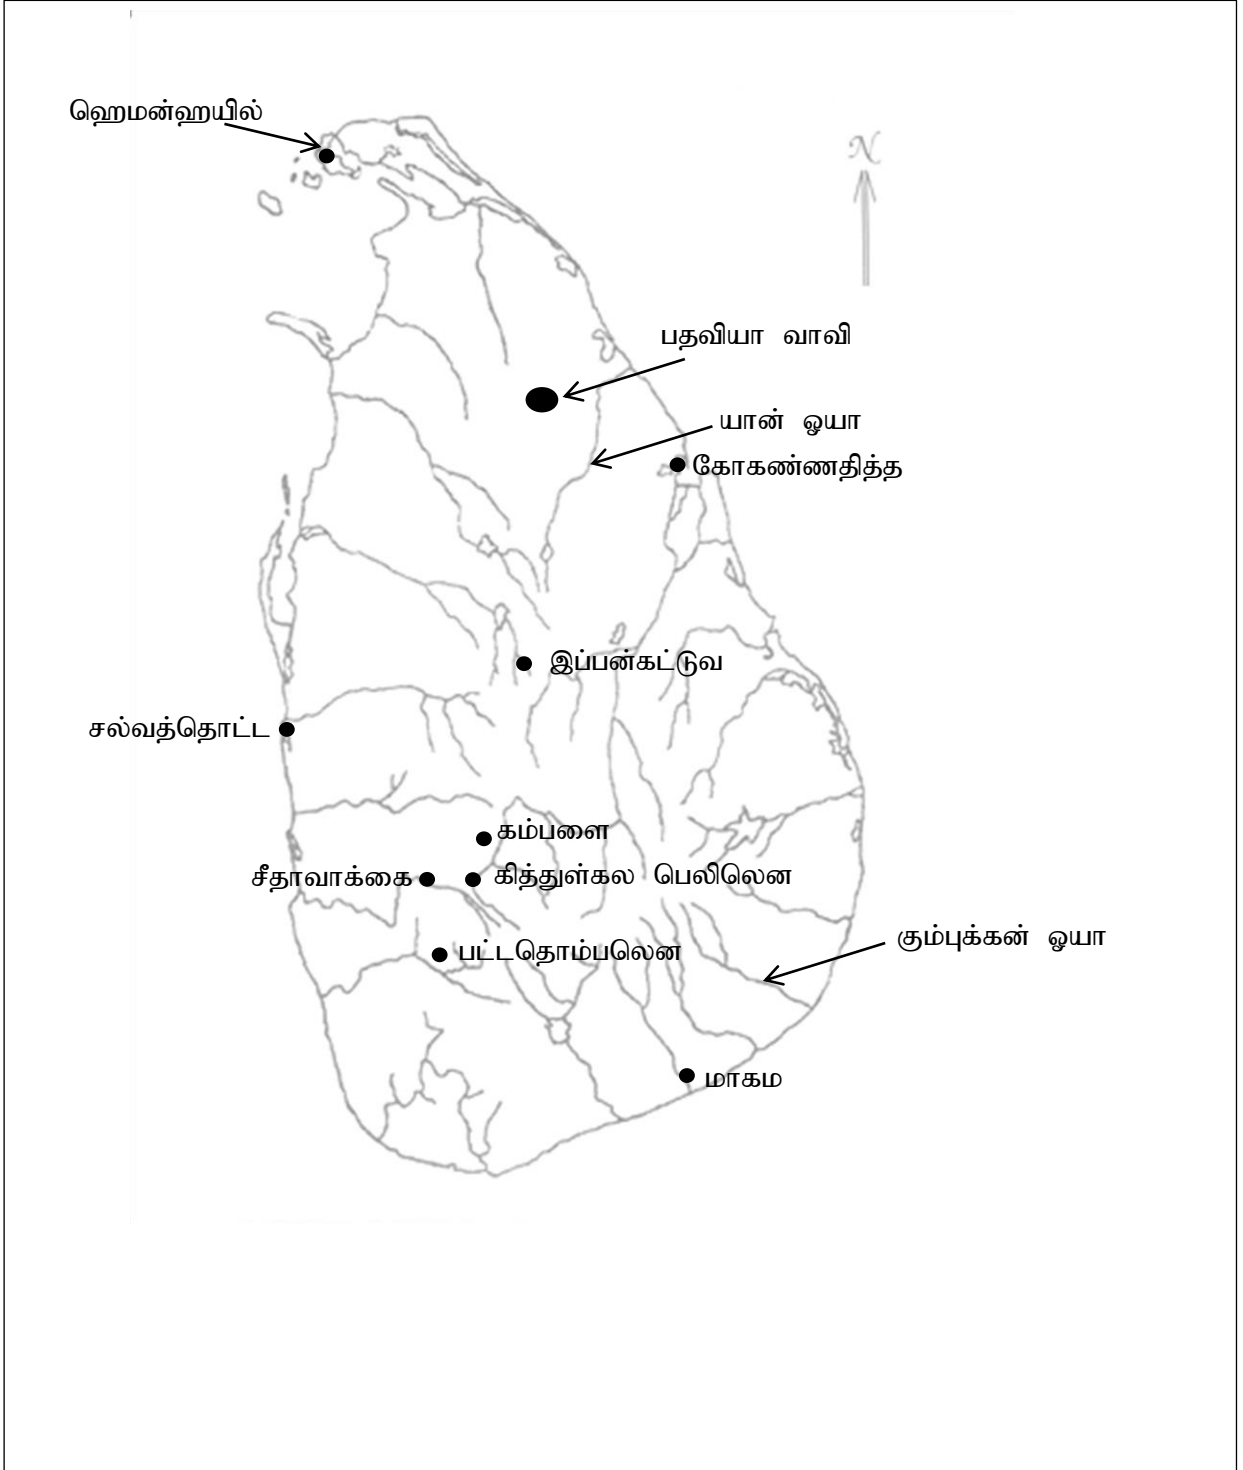 ஹெமன்ஹயில்
N
பதவியா வாவி
யான் ஓயா
கோகண்ணதித்த
இப்பன்கட்டுவ
சல்வத்தொட்ட
கம்பளை
சீதாவாக்கை
கித்துள்கல பெலிலென
பட்டதொம்பலென
கும்புக்கன் ஓயா
மாகம